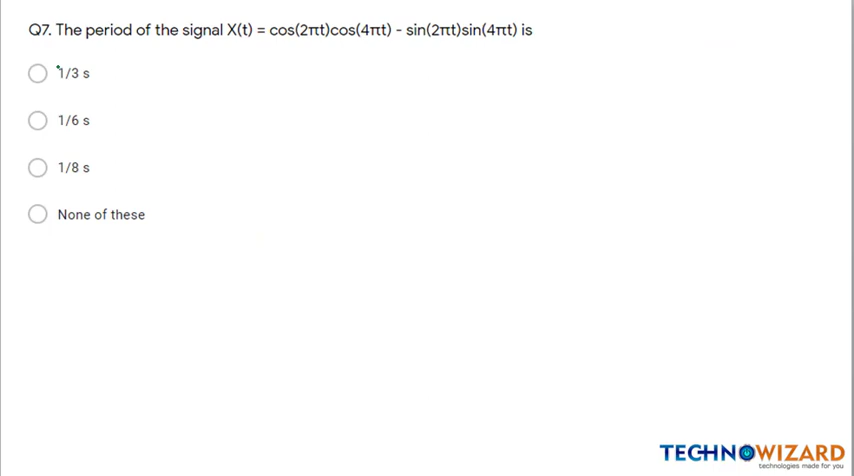 Q7. The period of the signal X(t) = cos(2πt)cos(4πt) - sin(2πt)sin(4πt) is
1/3 s
1/6 s
1/8 s
None of these
TECHNOWIZARD
technologies made for you